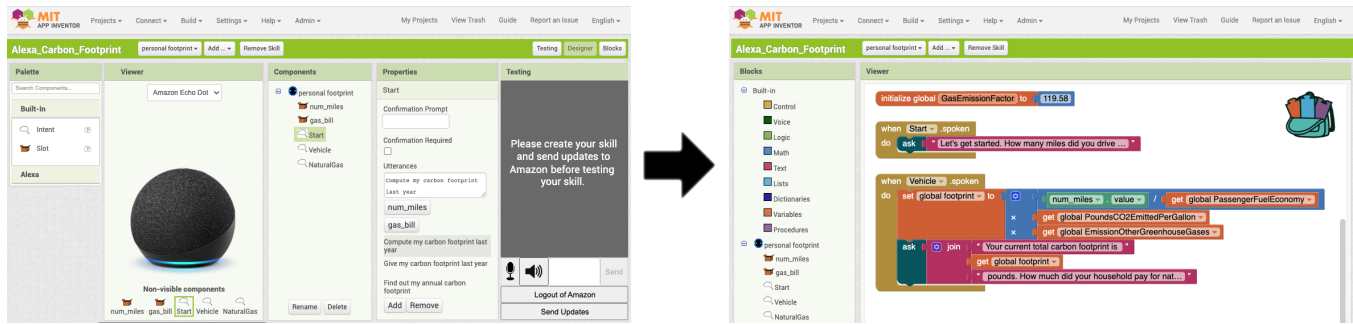 MIT
APP INVENTOR
Projects Connect Build Settings Help Admin My Projects View Trash Guide Report an Issue English
Alexa_Carbon_Footprint personal footprint Add ... Remove Skill Testing Designer Blocks
Palette Viewer Components Properties Testing
Search Components...
Built-In
Intent
Slot
Alexa
Amazon Echo Dot
Non-visible components
num_miles gas_bill Start Vehicle NaturalGas
personal footprint
num_miles
gas_bill
Start
Vehicle
NaturalGas
Rename Delete
Start
Confirmation Prompt
Confirmation Required
Utterances
Compute my carbon footprint
last year
num_miles
gas_bill
Compute my carbon footprint last
year
Give my carbon footprint last year
Find out my annual carbon
footprint
Add Remove
Please create your skill
and send updates to
Amazon before testing
your skill.
Send
Logout of Amazon
Send Updates
MIT
APP INVENTOR
Projects Connect Build Settings Help Admin My Projects View Trash Guide Report an Issue English
Alexa_Carbon_Footprint personal footprint Add ... Remove Skill
Blocks Viewer
Built-in
Control
Voice
Logic
Math
Text
Lists
Dictionaries
Variables
Procedures
personal footprint
num_miles
gas_bill
Start
Vehicle
NaturalGas
initialize global GasEmissionFactor to 119.58
when Start .spoken
do ask " Let's get started. How many miles did you drive ... "
when Vehicle .spoken
do set global footprint to num_miles . value / get global PassengerFuelEconomy
× get global PoundsCO2EmittedPerGallon
× get global EmissionOtherGreenhouseGases
ask join " Your current total carbon footprint is "
get global footprint
" pounds. How much did your household pay for nat... "